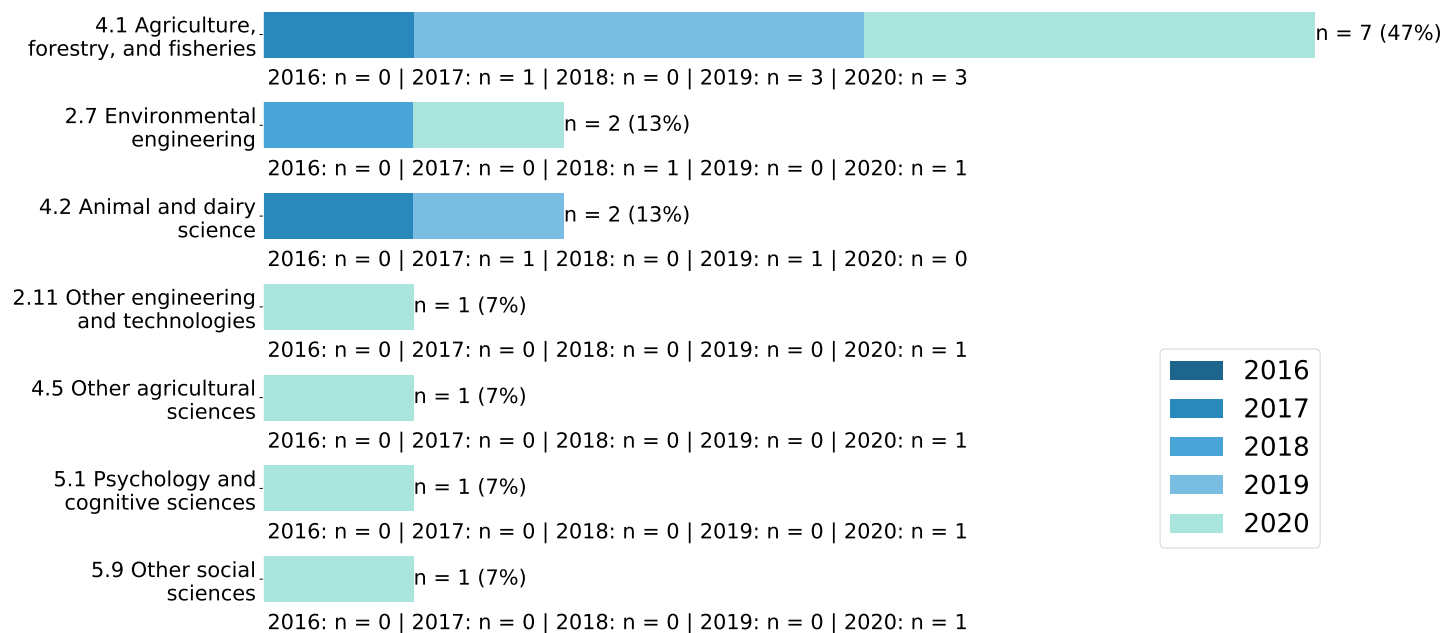 4.1 Agriculture,
forestry, and fisheries
n = 7 (47%)
2016: n = 0 | 2017: n = 1 | 2018: n = 0 | 2019: n = 3 | 2020: n = 3
2.7 Environmental
engineering
n = 2 (13%)
2016: n = 0 | 2017: n = 0 | 2018: n = 1 | 2019: n = 0 | 2020: n = 1
4.2 Animal and dairy
science
n = 2 (13%)
2016: n = 0 | 2017: n = 1 | 2018: n = 0 | 2019: n = 1 | 2020: n = 0
2.11 Other engineering
and technologies
n = 1 (7%)
2016: n = 0 | 2017: n = 0 | 2018: n = 0 | 2019: n = 0 | 2020: n = 1
4.5 Other agricultural
sciences
n = 1 (7%)
2016: n = 0 | 2017: n = 0 | 2018: n = 0 | 2019: n = 0 | 2020: n = 1
5.1 Psychology and
cognitive sciences
n = 1 (7%)
2016: n = 0 | 2017: n = 0 | 2018: n = 0 | 2019: n = 0 | 2020: n = 1
5.9 Other social
sciences
n = 1 (7%)
2016: n = 0 | 2017: n = 0 | 2018: n = 0 | 2019: n = 0 | 2020: n = 1
2016
2017
2018
2019
2020